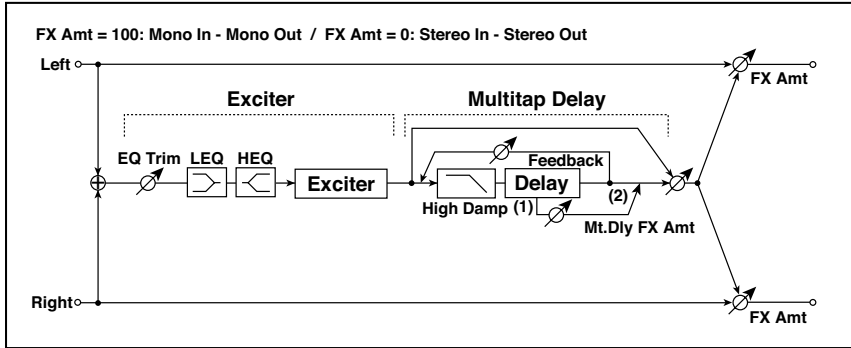 FX Amt = 100: Mono In - Mono Out / FX Amt = 0: Stereo In - Stereo Out
Left
FX Amt
Exciter
Multitap Delay
EQ Trim
LEQ
HEQ
Feedback
Exciter
Delay
High Damp
(1)
(2)
Mt.Dly FX Amt
Right
FX Amt